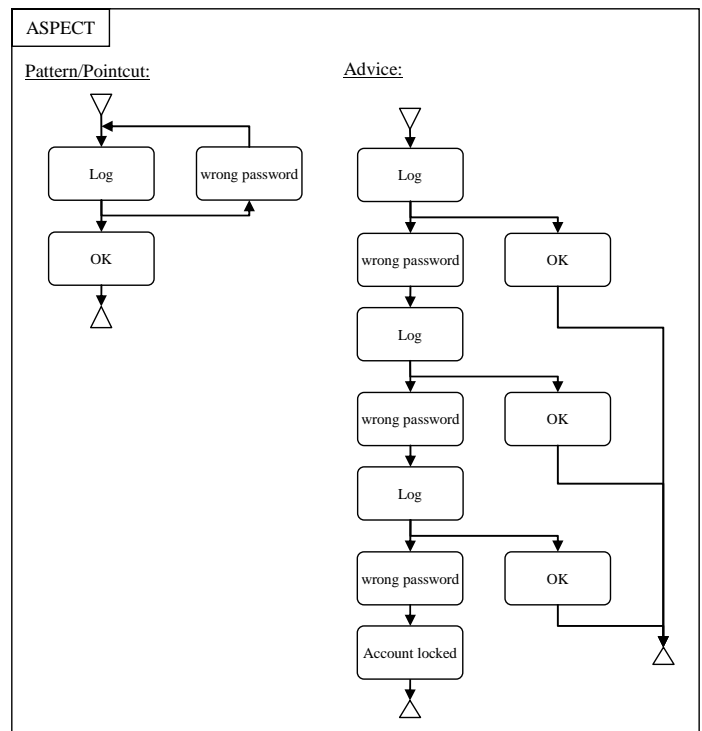 ASPECT
Pattern/Pointcut:
Log
wrong password
OK
Advice:
Log
wrong password
OK
Log
wrong password
OK
Log
wrong password
OK
Account locked